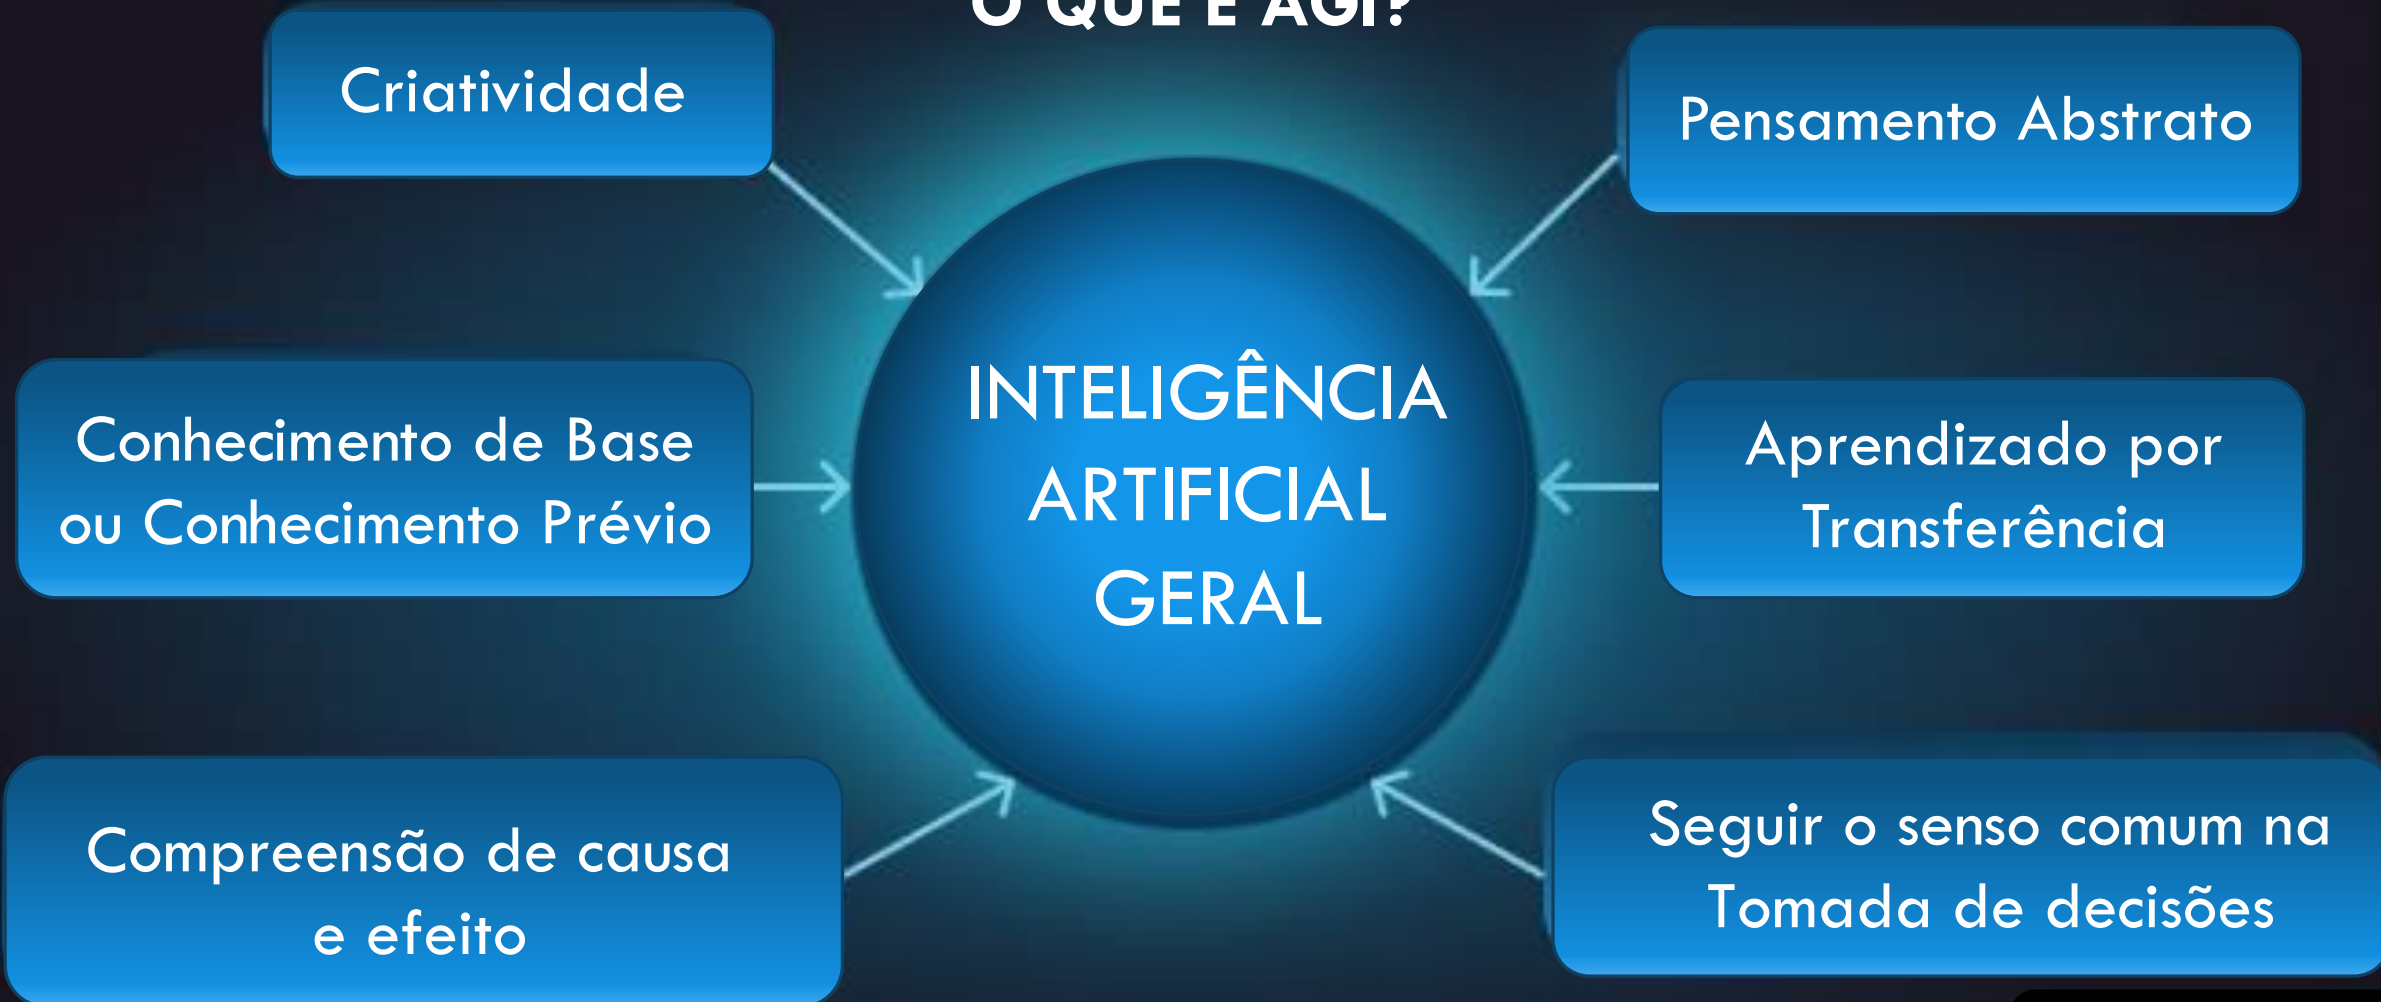 O QUE É AGI?
Criatividade
Pensamento Abstrato
Conhecimento de Base
ou Conhecimento Prévio
INTELIGÊNCIA
ARTIFICIAL
GERAL
Aprendizado por
Transferência
Compreensão de causa
e efeito
Seguir o senso comum na
Tomada de decisões